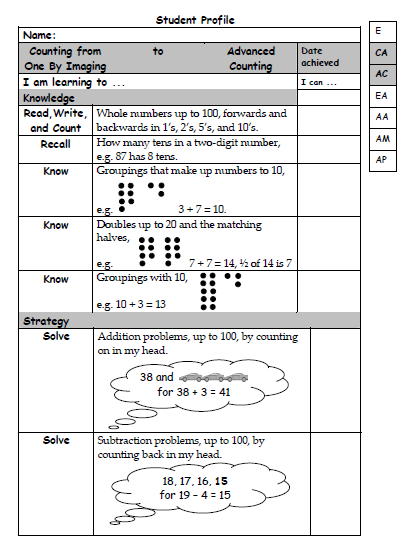 Student Profile
Name:
Counting from to Advanced
One By Imaging Counting
Date
achieved
I am learning to ...
I can ...
Knowledge
Read, Write,
and Count
Whole numbers up to 100, forwards and
backwards in 1's, 2's, 5's, and 10's.
Recall
How many tens in a two-digit number,
e.g. 87 has 8 tens.
Know
Groupings that make up numbers to 10,
e.g. 3 + 7 = 10.
Know
Doubles up to 20 and the matching
halves,
e.g. 7 + 7 = 14, ½ of 14 is 7
Know
Groupings with 10,
e.g. 10 + 3 = 13
Strategy
Solve
Addition problems, up to 100, by counting
on in my head.
38 and
for 38 + 3 = 41
Solve
Subtraction problems, up to 100, by
counting back in my head.
18, 17, 16, 15
for 19 – 4 = 15
E
CA
AC
EA
AA
AM
AP